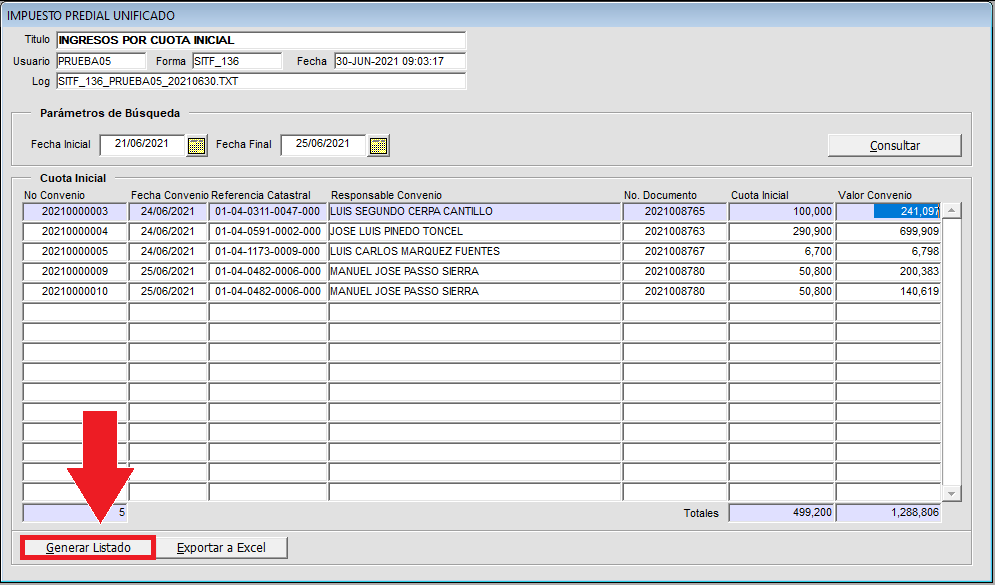 IMPUESTO PREDIAL UNIFICADO
Titulo INGRESOS POR CUOTA INICIAL
Usuario PRUEBA05 Forma SITF_136 Fecha 30-JUN-2021 09:03:17
Log SITF_136_PRUEBA05_20210630.TXT
Parámetros de Búsqueda
Fecha Inicial 21/06/2021 Fecha Final 25/06/2021 Consultar
Cuota Inicial
No Convenio Fecha Convenio Referencia Catastral Responsable Convenio No. Documento Cuota Inicial Valor Convenio
20210000003 24/06/2021 01-04-0311-0047-000 LUIS SEGUNDO CERPA CANTILLO 2021008765 100,000 241,097
20210000004 24/06/2021 01-04-0591-0002-000 JOSE LUIS PINEDO TONCEL 2021008763 290,900 699,909
20210000005 24/06/2021 01-04-1173-0009-000 LUIS CARLOS MARQUEZ FUENTES 2021008767 6,700 6,798
20210000009 25/06/2021 01-04-0482-0006-000 MANUEL JOSE PASSO SIERRA 2021008780 50,800 200,383
20210000010 25/06/2021 01-04-0482-0006-000 MANUEL JOSE PASSO SIERRA 2021008780 50,800 140,619
5 Totales 499,200 1,288,806
Generar Listado Exportar a Excel